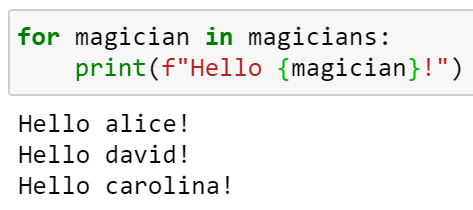 for magician in magicians:
    print(f"Hello {magician}!")
Hello alice!
Hello david!
Hello carolina!